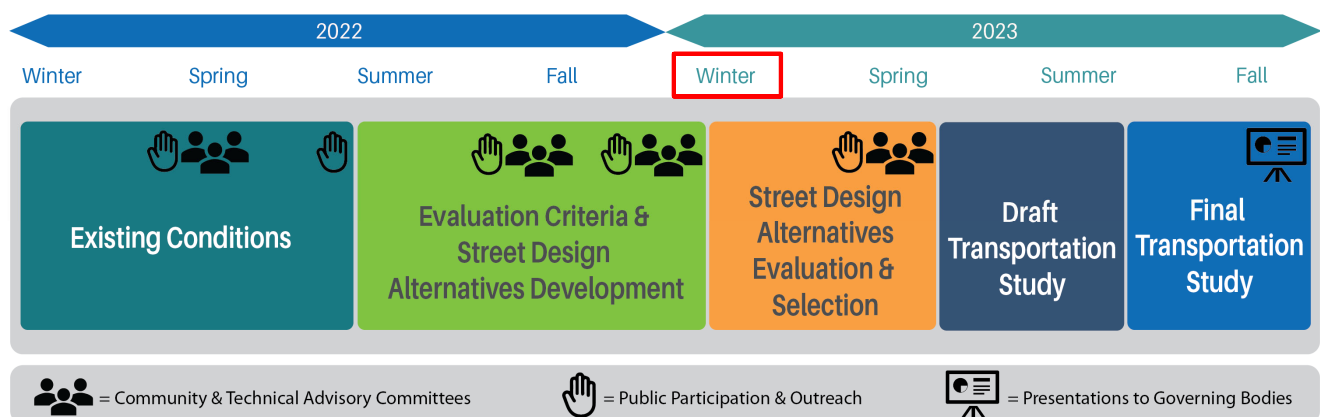 2022 2023
Winter Spring Summer Fall Winter Spring Summer Fall
Existing Conditions
Evaluation Criteria &
Street Design
Alternatives Development
Street Design
Alternatives
Evaluation &
Selection
Draft
Transportation
Study
Final
Transportation
Study
= Community & Technical Advisory Committees = Public Participation & Outreach = Presentations to Governing Bodies